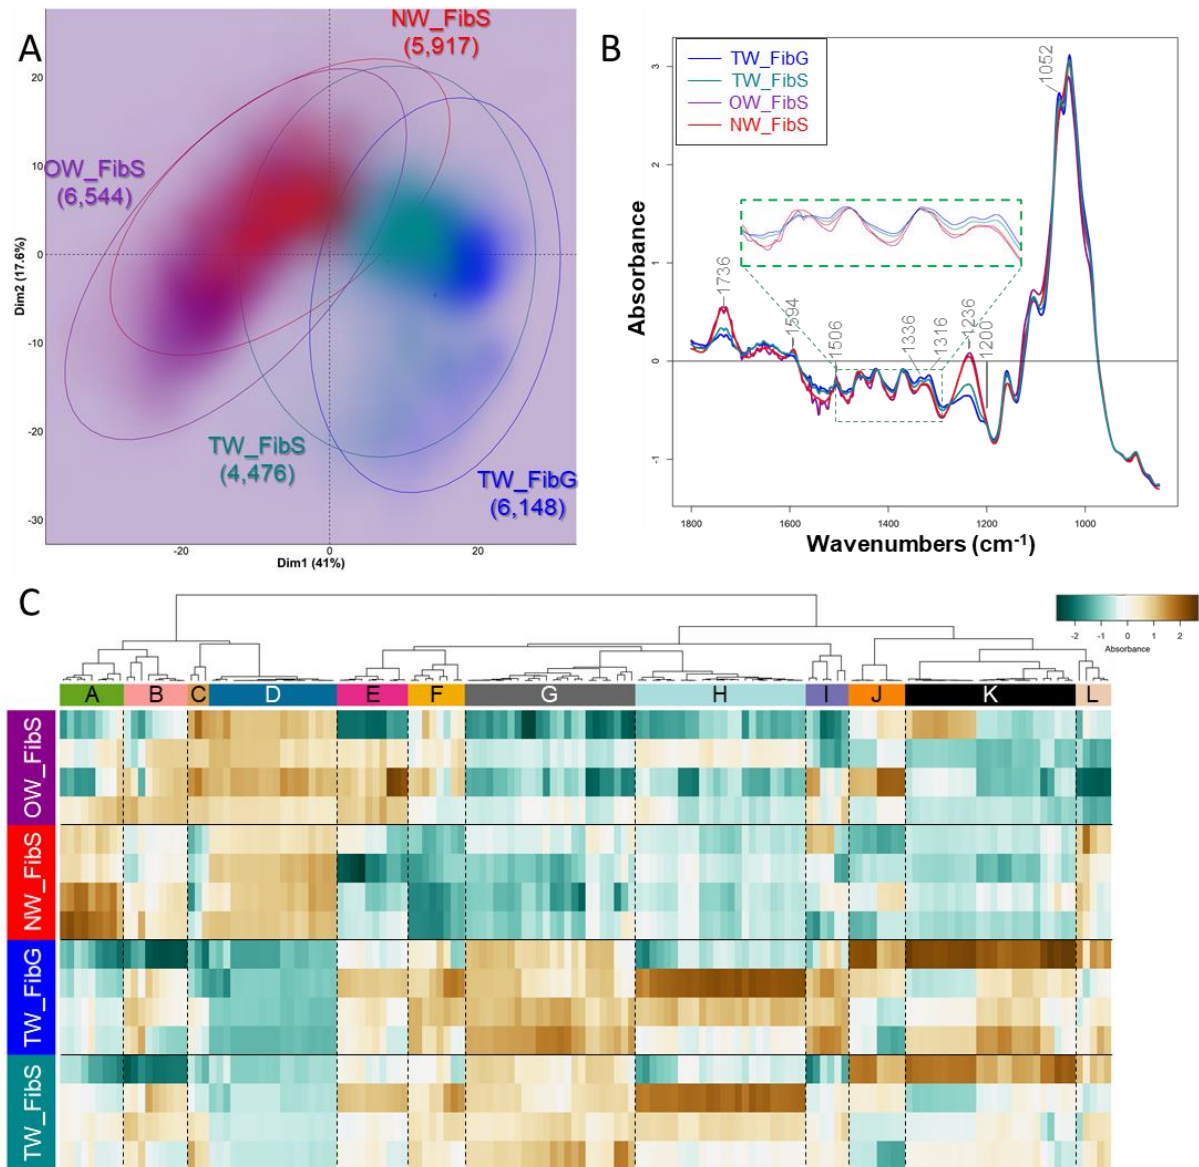 A
NW_FibS
(5,917)
OW_FibS
(6,544)
TW_FibS
(4,476)
TW_FibG
(6,148)
20
10
0
-10
-20
-30
Dim2 (17.6%)
-20
0
20
Dim1 (41%)
B
TW_FibG
TW_FibS
OW_FibS
NW_FibS
1052
1736
1594
1506
1336
1316
1236
1200
3
2
1
0
-1
Absorbance
1800
1600
1400
1200
1000
Wavenumbers (cm-1)
C
-2 -1 0 1 2
Absorbance
A B C D E F G H I J K L
OW_FibS
NW_FibS
TW_FibG
TW_FibS